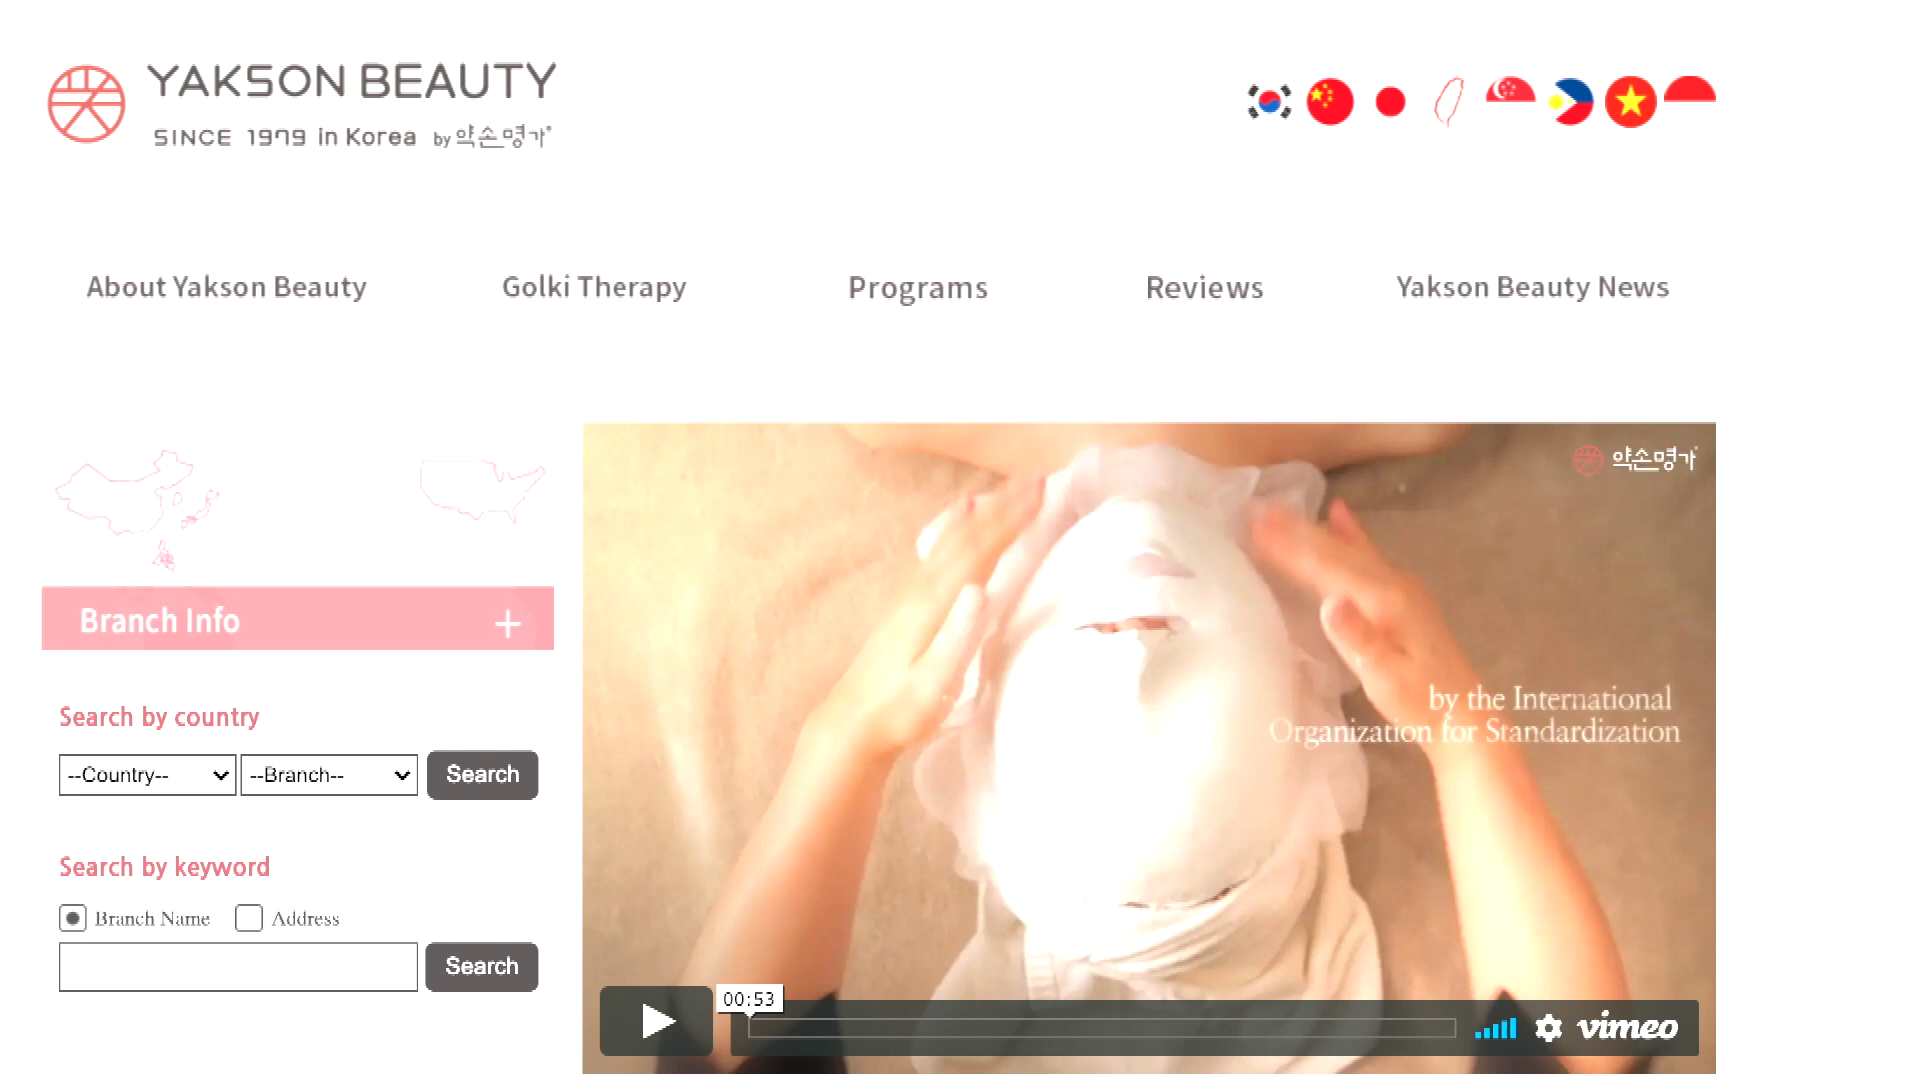 YAKSON BEAUTY
SINCE 1979 in Korea by 약손명가
About Yakson Beauty
Golki Therapy
Programs
Reviews
Yakson Beauty News
약손명가
Branch Info +
Search by country
--Country-- --Branch-- Search
Search by keyword
Branch Name Address
Search
by the International
Organization for Standardization
00:53
vimeo